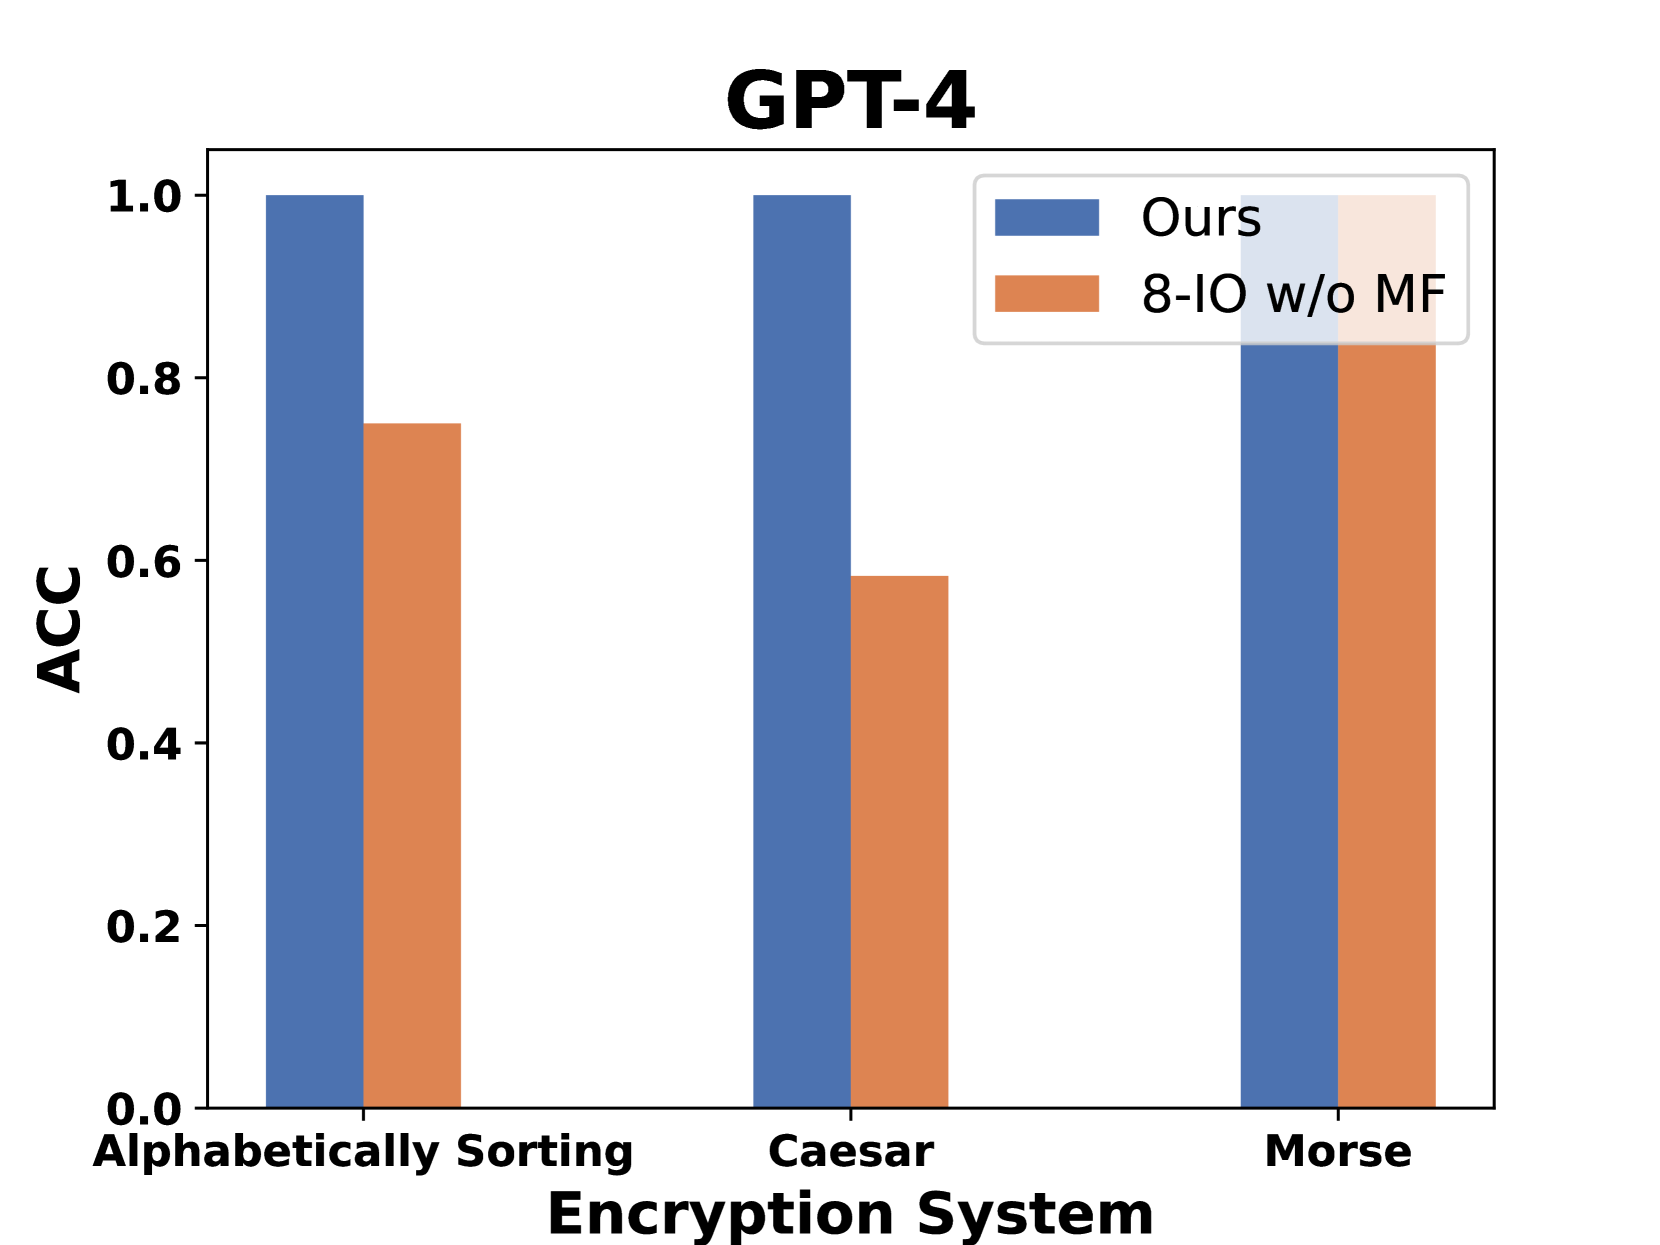 GPT-4
Ours
8-IO w/o MF
1.0
0.8
0.6
0.4
0.2
0.0
ACC
Alphabetically Sorting
Caesar
Morse
Encryption System